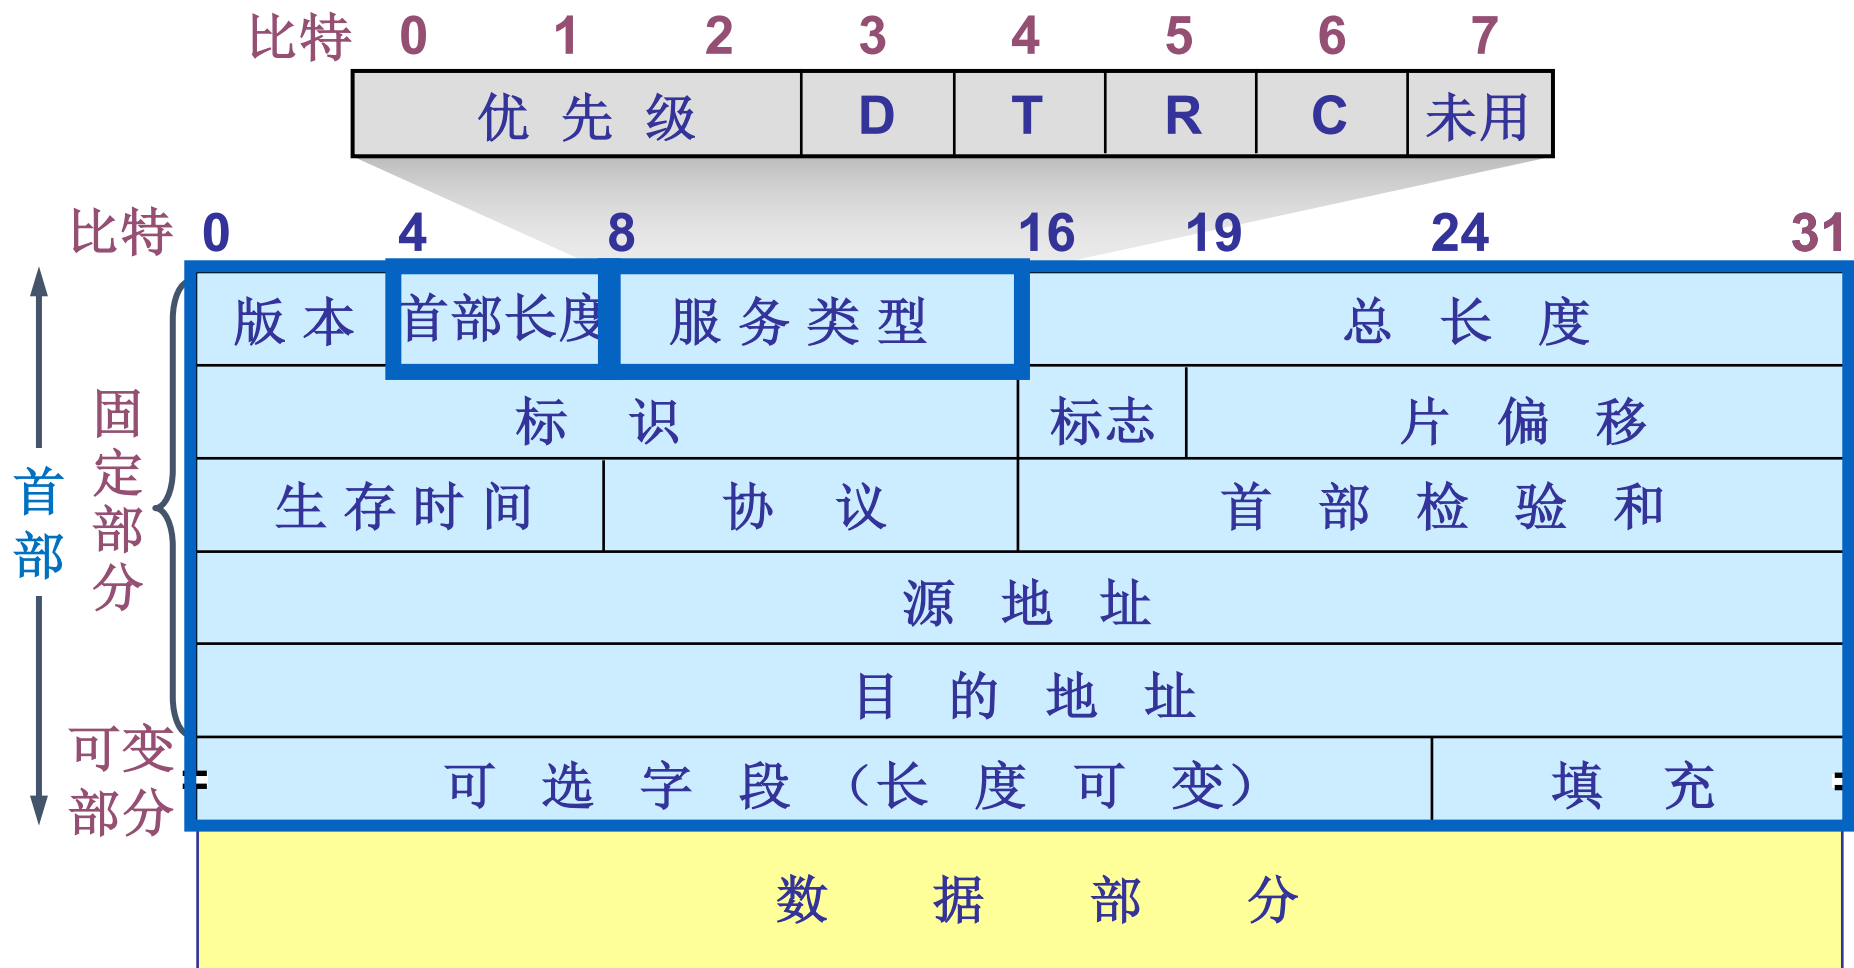 比特 0 1 2 3 4 5 6 7
优先级 D T R C 未用
比特 0 4 8 16 19 24 31
版本 首部长度 服务类型 总长度
标识 标志 片偏移
生存时间 协议 首部检验和
源地址
目的地址
可选字段（长度可变） 填充
数据部分
首部
固定部分
可变
部分